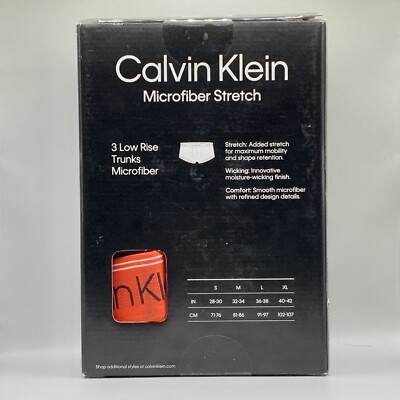 Calvin Klein
Microfiber Stretch
3 Low Rise
Trunks
Microfiber
Stretch: Added stretch
for maximum mobility
and shape retention.
Wicking: Innovative
moisture-wicking finish.
Comfort: Smooth microfiber
with refined design details.
nKl
S M L XL
IN 28-30 32-34 36-38 40-42
CM 71-76 81-86 91-97 102-107
Shop additional styles at calvinklein.com